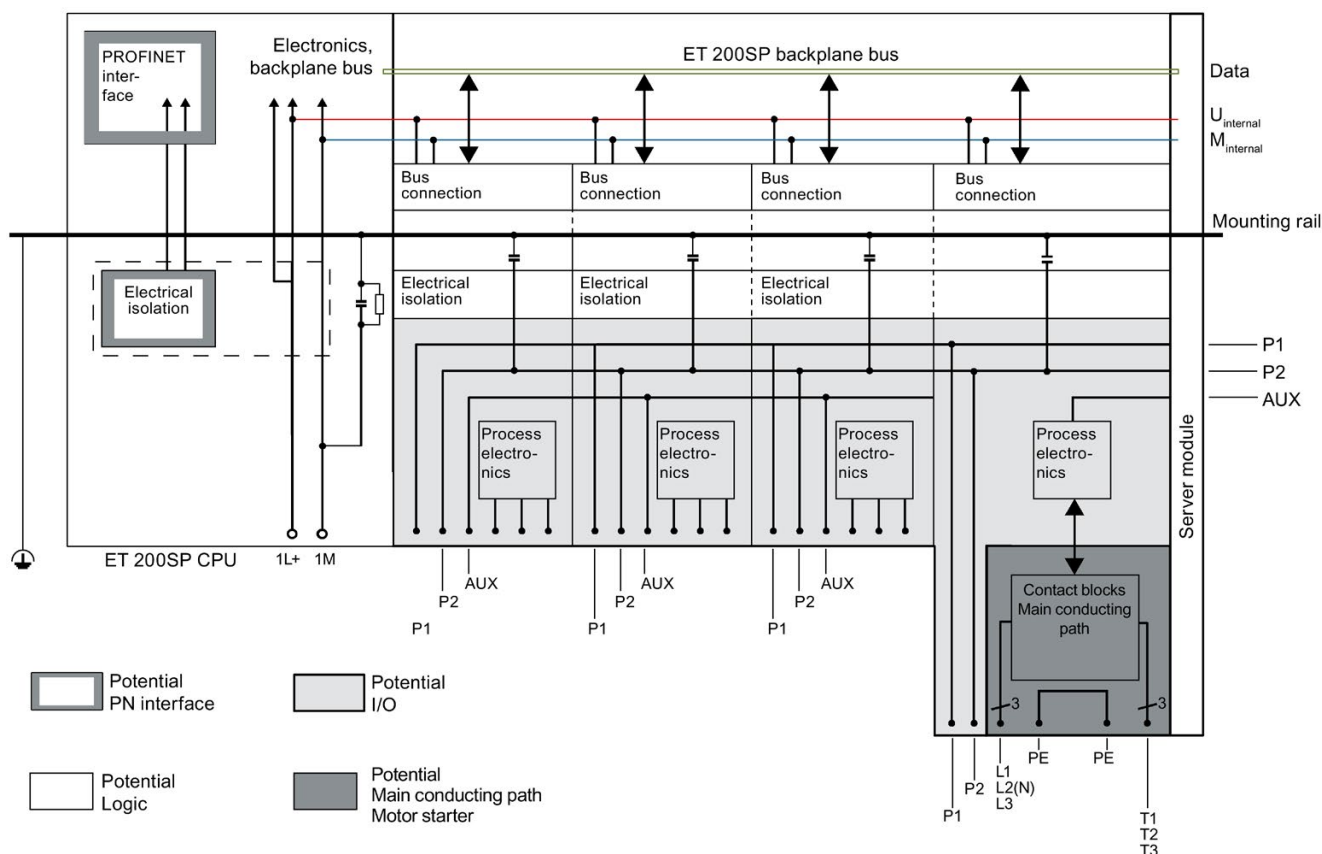 PROFINET
inter-
face
Electronics,
backplane bus
ET 200SP backplane bus
Data
U internal
M internal
Bus
connection
Bus
connection
Bus
connection
Bus
connection
Mounting rail
Electrical
isolation
Electrical
isolation
Electrical
isolation
Electrical
isolation
P1
P2
AUX
Process
electro-
nics
Process
electro-
nics
Process
electro-
nics
Process
electro-
nics
Server module
ET 200SP CPU
1L+
1M
AUX
P2
P1
AUX
P2
P1
AUX
P2
P1
Contact blocks
Main conducting
path
3
3
P1
P2
L1
L2(N)
L3
PE
PE
T1
T2
T3
Potential
PN interface
Potential
I/O
Potential
Logic
Potential
Main conducting path
Motor starter